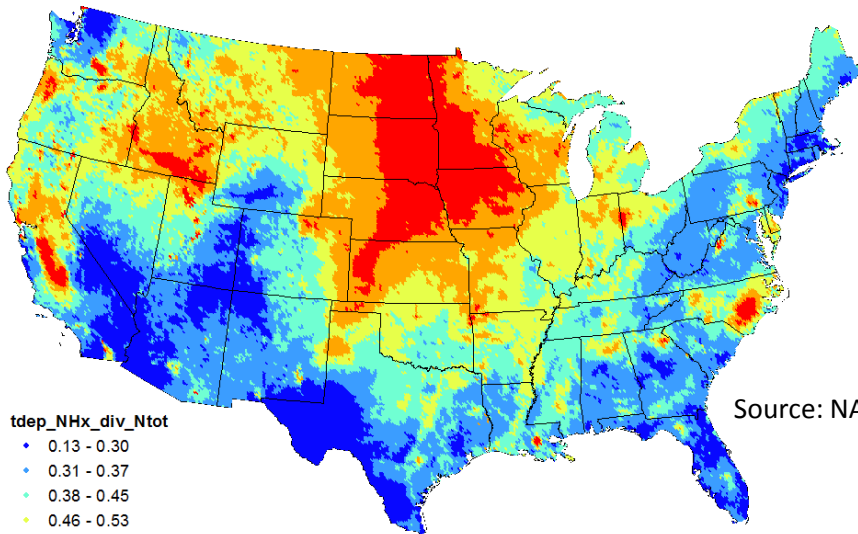 Source: NA
tdep_NHx_div_Ntot
0.13 - 0.30
0.31 - 0.37
0.38 - 0.45
0.46 - 0.53